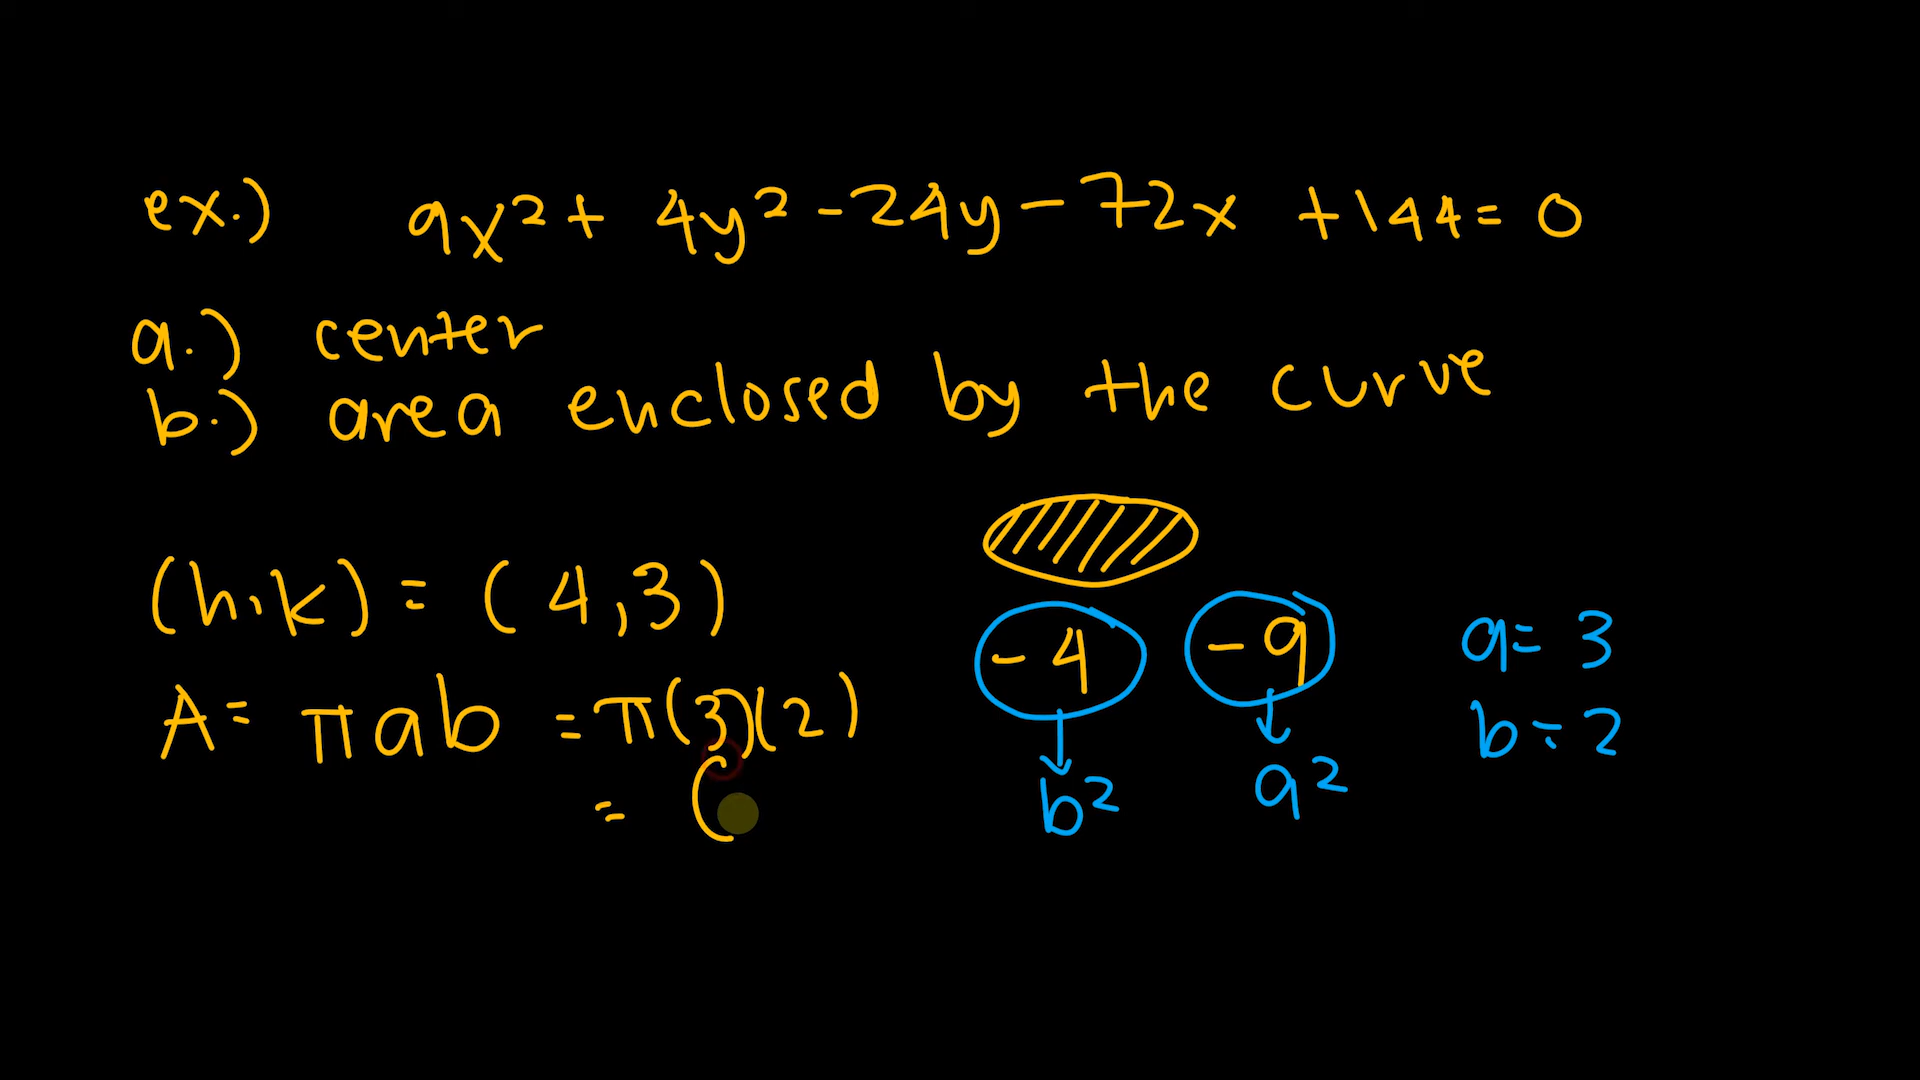 ex.) 9x² + 4y² - 24y - 72x + 144 = 0
a.) center
b.) area enclosed by the curve
(h,k) = (4,3)
- 4 - 9 a = 3
A = πab = π(3)(2) b = 2
b² a²
= (